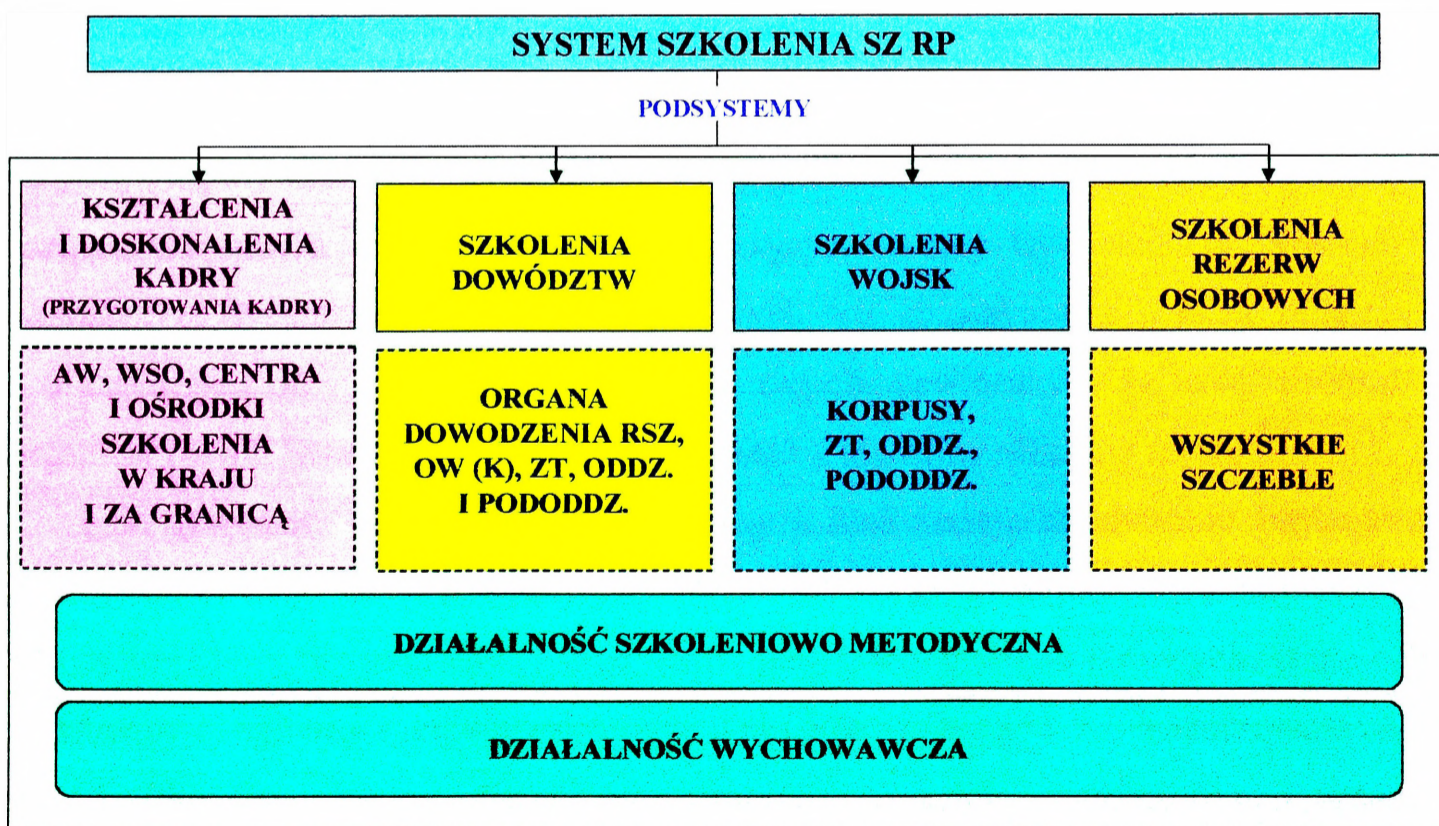 SYSTEM SZKOLENIA SZ RP
PODSYSTEMY
KSZTAŁCENIA
I DOSKONALENIA
KADRY
(PRZYGOTOWANIA KADRY)
SZKOLENIA
DOWÓDZTW
SZKOLENIA
WOJSK
SZKOLENIA
REZERW
OSOBOWYCH
AW, WSO, CENTRA
I OŚRODKI
SZKOLENIA
W KRAJU
I ZA GRANICĄ
ORGANA
DOWODZENIA RSZ,
OW (K), ZT, ODDZ.
I PODODDZ.
KORPUSY,
ZT, ODDZ.,
PODODDZ.
WSZYSTKIE
SZCZEBLE
DZIAŁALNOŚĆ SZKOLENIOWO METODYCZNA
DZIAŁALNOŚĆ WYCHOWAWCZA